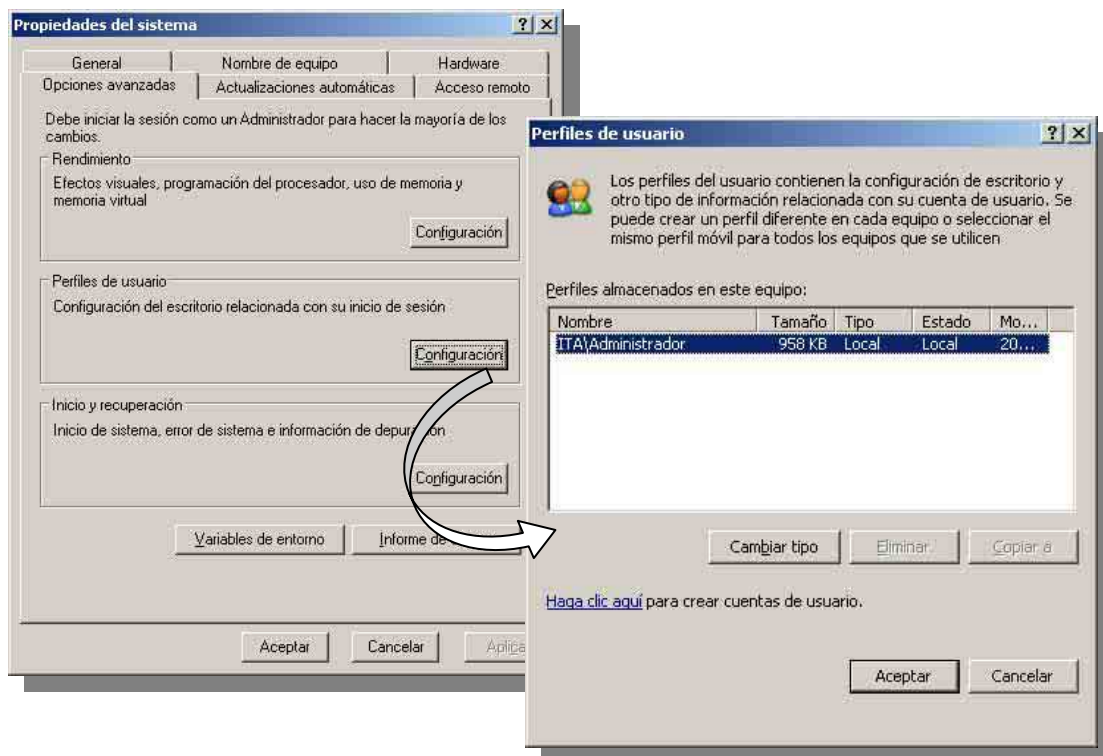 Propiedades del sistema
General
Nombre de equipo
Hardware
Opciones avanzadas
Actualizaciones automáticas
Acceso remoto
Debe iniciar la sesión como un Administrador para hacer la mayoría de los
cambios.
Rendimiento
Efectos visuales, programación del procesador, uso de memoria y
memoria virtual
Configuración
Perfiles de usuario
Configuración del escritorio relacionada con su inicio de sesión
Configuración
Inicio y recuperación
Inicio de sistema, error de sistema e información de depuración
Configuración
Variables de entorno
Informe de
Aceptar
Cancelar
Perfiles de usuario
Los perfiles del usuario contienen la configuración de escritorio y
otro tipo de información relacionada con su cuenta de usuario. Se
puede crear un perfil diferente en cada equipo o seleccionar el
mismo perfil móvil para todos los equipos que se utilicen
Perfiles almacenados en este equipo:
Nombre Tamaño Tipo Estado Mo...
ITA\Administrador 958 KB Local Local 20...
Cambiar tipo
Eliminar
Copiar a
Haga clic aquí para crear cuentas de usuario.
Aceptar
Cancelar